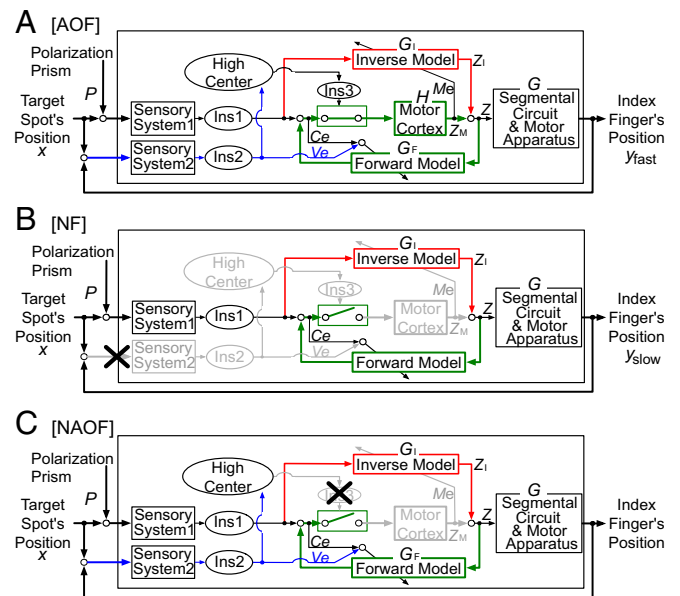 A [AOF]
Polarization
Prism
P
Target
Spot's
Position
x
Sensory
System1
Sensory
System2
Ins1
Ins2
High
Center
Ins3
G I
Inverse Model
Z I
Me
H
Motor
Cortex
Z M
Z
Ce
Ve
G F
Forward Model
G
Segmental
Circuit
& Motor
Apparatus
Index
Finger's
Position
y fast
B [NF]
Polarization
Prism
P
Target
Spot's
Position
x
Sensory
System1
Sensory
System2
Ins1
Ins2
High
Center
Ins3
G I
Inverse Model
Z I
Me
Motor
Cortex
Z M
Z
Ce
Ve
Forward Model
G
Segmental
Circuit
& Motor
Apparatus
Index
Finger's
Position
y slow
C [NAOF]
Polarization
Prism
P
Target
Spot's
Position
x
Sensory
System1
Sensory
System2
Ins1
Ins2
High
Center
G I
Inverse Model
Z I
Me
Motor
Cortex
Z M
Z
Ce
Ve
G F
Forward Model
G
Segmental
Circuit
& Motor
Apparatus
Index
Finger's
Position